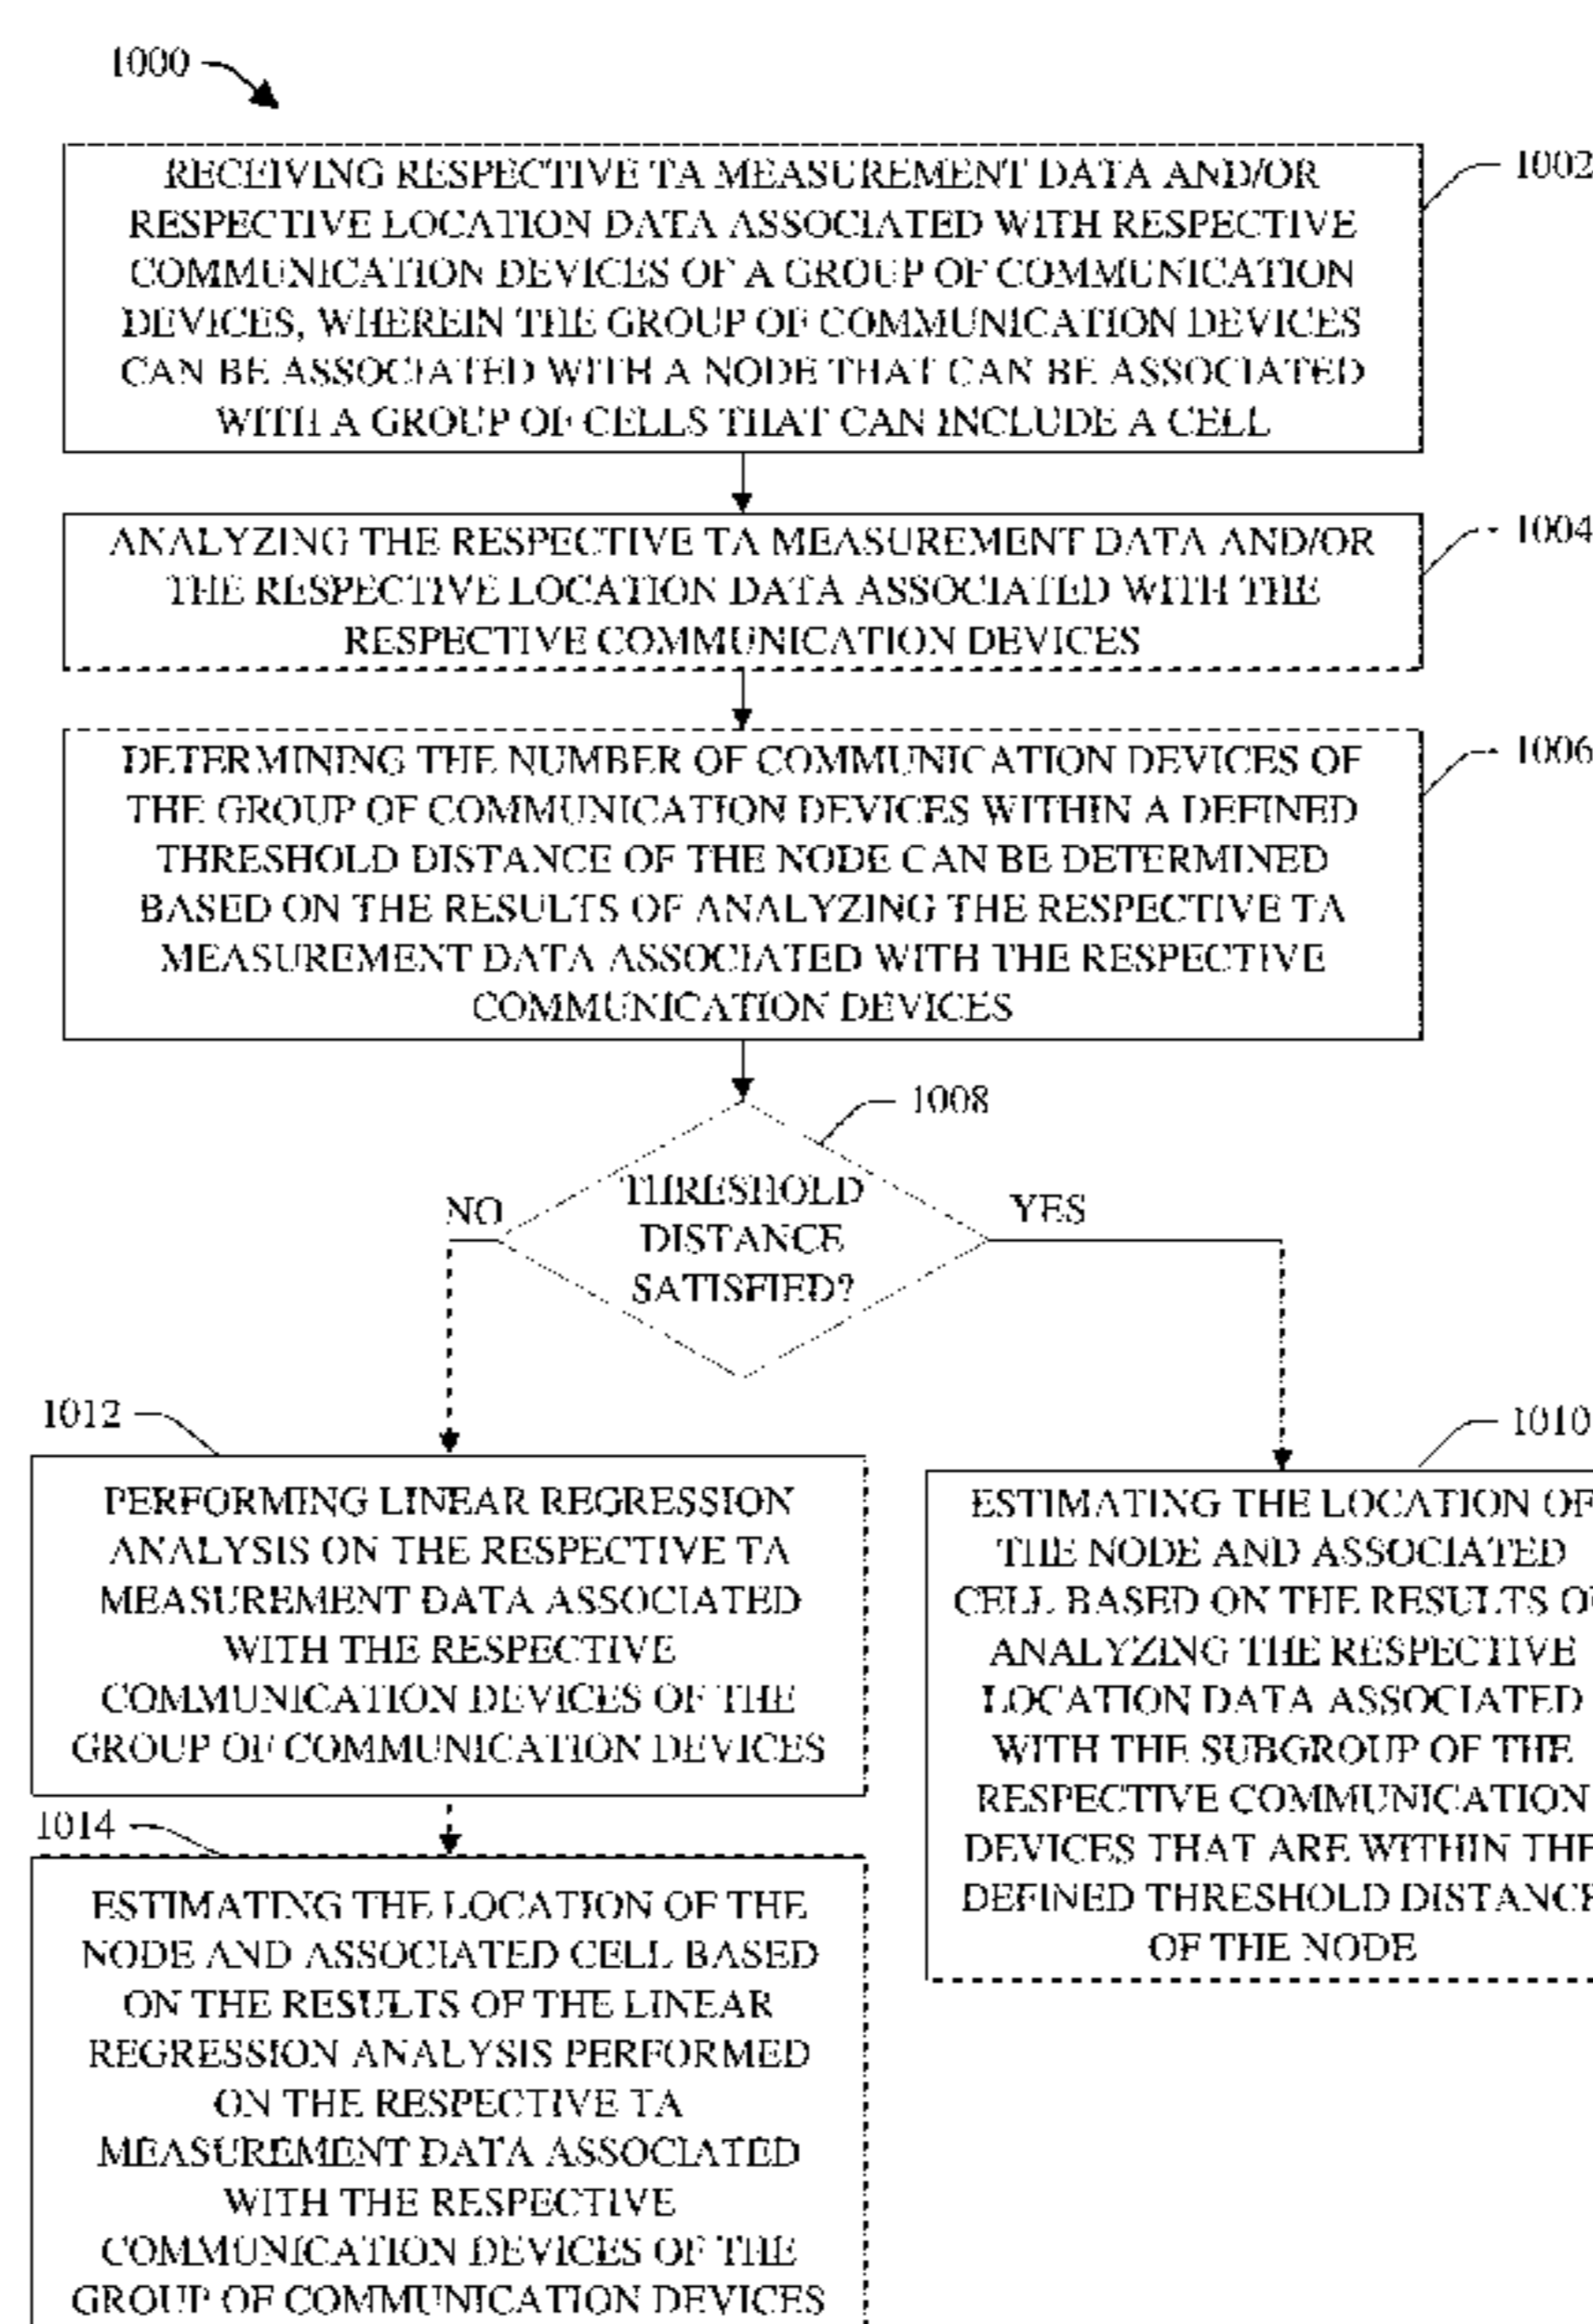 1000
RECEIVING RESPECTIVE TA MEASUREMENT DATA AND/OR
RESPECTIVE LOCATION DATA ASSOCIATED WITH RESPECTIVE
COMMUNICATION DEVICES OF A GROUP OF COMMUNICATION
DEVICES, WHEREIN THE GROUP OF COMMUNICATION DEVICES
CAN BE ASSOCIATED WITH A NODE THAT CAN BE ASSOCIATED
WITH A GROUP OF CELLS THAT CAN INCLUDE A CELL
1002
ANALYZING THE RESPECTIVE TA MEASUREMENT DATA AND/OR
THE RESPECTIVE LOCATION DATA ASSOCIATED WITH THE
RESPECTIVE COMMUNICATION DEVICES
1004
DETERMINING THE NUMBER OF COMMUNICATION DEVICES OF
THE GROUP OF COMMUNICATION DEVICES WITHIN A DEFINED
THRESHOLD DISTANCE OF THE NODE CAN BE DETERMINED
BASED ON THE RESULTS OF ANALYZING THE RESPECTIVE TA
MEASUREMENT DATA ASSOCIATED WITH THE RESPECTIVE
COMMUNICATION DEVICES
1006
1008
THRESHOLD
DISTANCE
SATISFIED?
NO
YES
1012
PERFORMING LINEAR REGRESSION
ANALYSIS ON THE RESPECTIVE TA
MEASUREMENT DATA ASSOCIATED
WITH THE RESPECTIVE
COMMUNICATION DEVICES OF THE
GROUP OF COMMUNICATION DEVICES
1010
ESTIMATING THE LOCATION OF
THE NODE AND ASSOCIATED
CELL BASED ON THE RESULTS OF
ANALYZING THE RESPECTIVE
LOCATION DATA ASSOCIATED
WITH THE SUBGROUP OF THE
RESPECTIVE COMMUNICATION
DEVICES THAT ARE WITHIN THE
DEFINED THRESHOLD DISTANCE
OF THE NODE
1014
ESTIMATING THE LOCATION OF THE
NODE AND ASSOCIATED CELL BASED
ON THE RESULTS OF THE LINEAR
REGRESSION ANALYSIS PERFORMED
ON THE RESPECTIVE TA
MEASUREMENT DATA ASSOCIATED
WITH THE RESPECTIVE
COMMUNICATION DEVICES OF THE
GROUP OF COMMUNICATION DEVICES